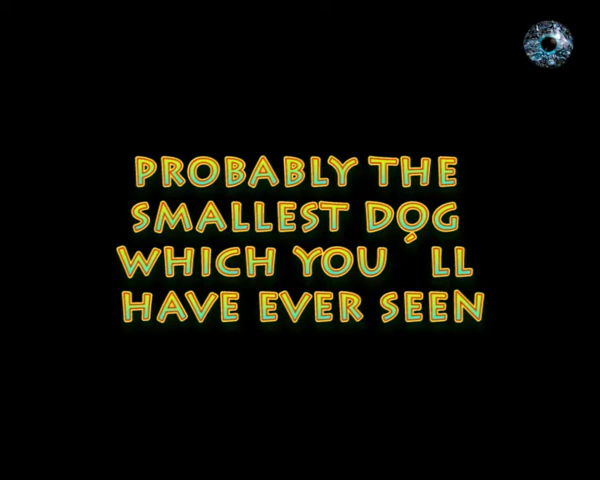 PROBABLY THE
SMALLEST DOG
WHICH YOU ' LL
HAVE EVER SEEN